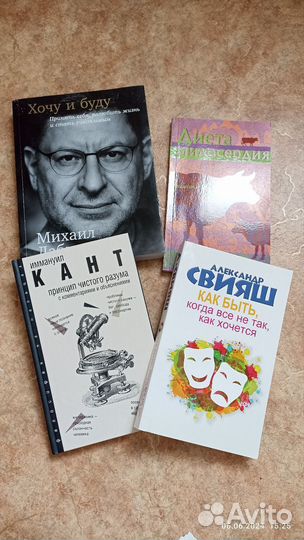 Хочу и буду
Принять себя, полюбить жизнь
и стать счастливым
Михаил
Диета
милосердия
иммануил
КАНТ
принцип чистого разума
с комментариями и объяснениями
АЛЕКСАНДР
СВИЯШ
КАК БЫТЬ,
когда все не так,
как хочется
Avito
06.06.2024 15:25